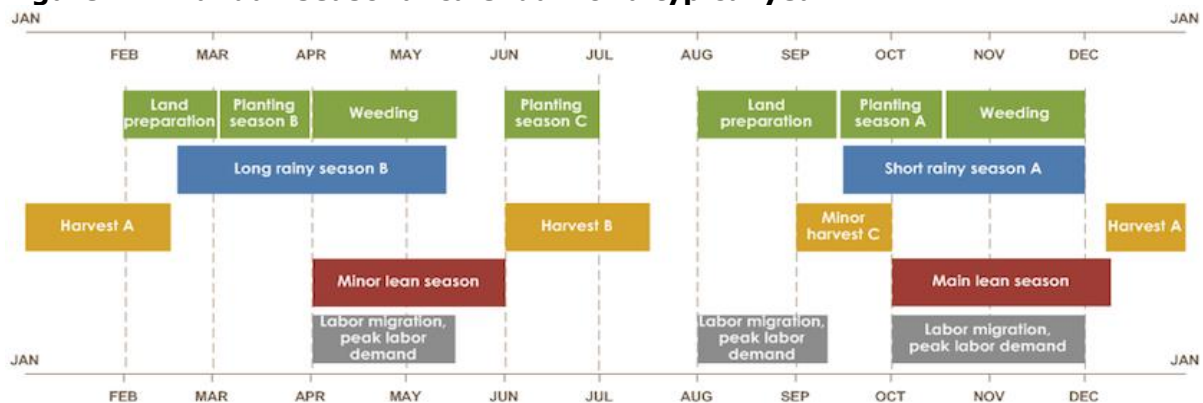 JAN JAN
FEB MAR APR MAY JUN JUL AUG SEP OCT NOV DEC
Land
preparation
Planting
season B
Weeding
Planting
season C
Land
preparation
Planting
season A
Weeding
Long rainy season B
Short rainy season A
Harvest A
Harvest B
Minor
harvest C
Harvest A
Minor lean season
Main lean season
Labor migration,
peak labor
demand
Labor migration,
peak labor
demand
Labor migration,
peak labor demand
JAN JAN
FEB MAR APR MAY JUN JUL AUG SEP OCT NOV DEC